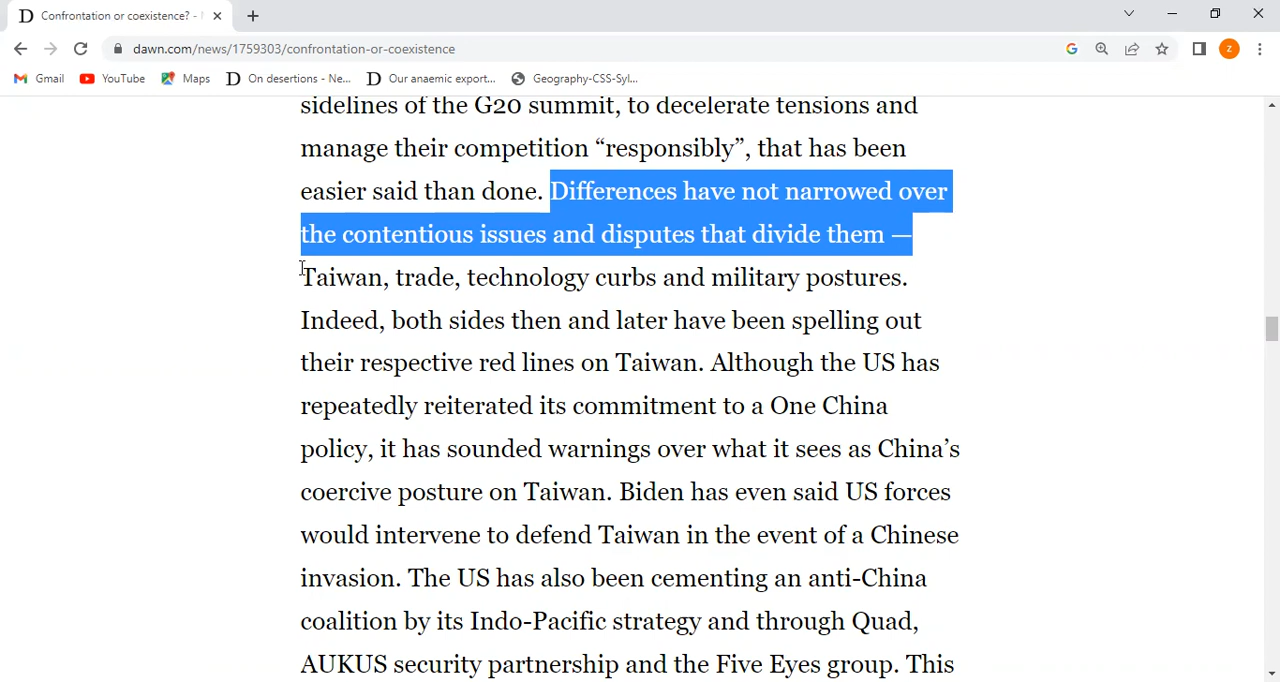 D Confrontation or coexistence? -
dawn.com/news/1759303/confrontation-or-coexistence
G
Z
Gmail
YouTube
Maps
D On desertions - Ne...
D Our anaemic export...
Geography-CSS-Syl...
sidelines of the G20 summit, to decelerate tensions and
manage their competition “responsibly”, that has been
easier said than done. Differences have not narrowed over
the contentious issues and disputes that divide them —
Taiwan, trade, technology curbs and military postures.
Indeed, both sides then and later have been spelling out
their respective red lines on Taiwan. Although the US has
repeatedly reiterated its commitment to a One China
policy, it has sounded warnings over what it sees as China’s
coercive posture on Taiwan. Biden has even said US forces
would intervene to defend Taiwan in the event of a Chinese
invasion. The US has also been cementing an anti-China
coalition by its Indo-Pacific strategy and through Quad,
AUKUS security partnership and the Five Eyes group. This